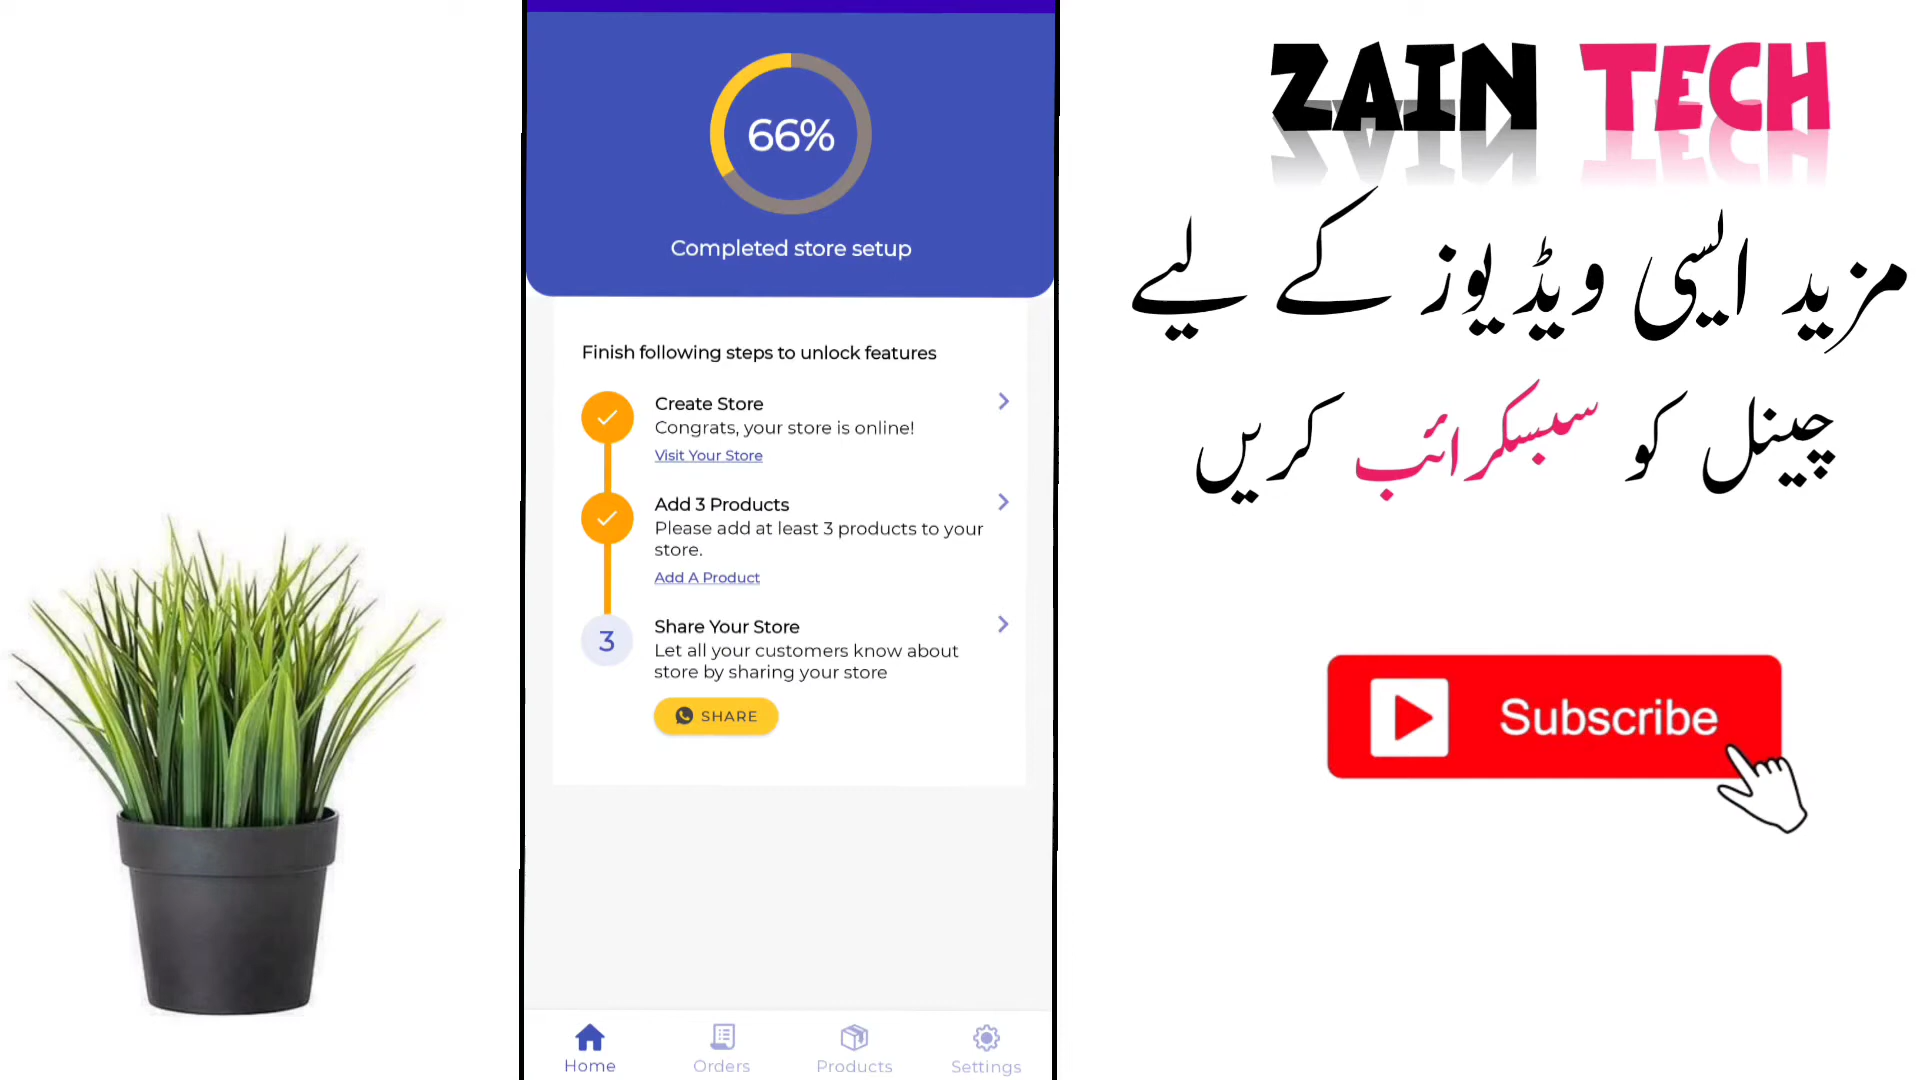 66%
Completed store setup
Finish following steps to unlock features
Create Store
Congrats, your store is online!
Visit Your Store
Add 3 Products
Please add at least 3 products to your
store.
Add A Product
3
Share Your Store
Let all your customers know about
store by sharing your store
SHARE
Home
Orders
Products
Settings
ZAIN TECH
مزید ایسی ویڈیوز کے لیے
چینل کو سبسکرائب کریں
Subscribe